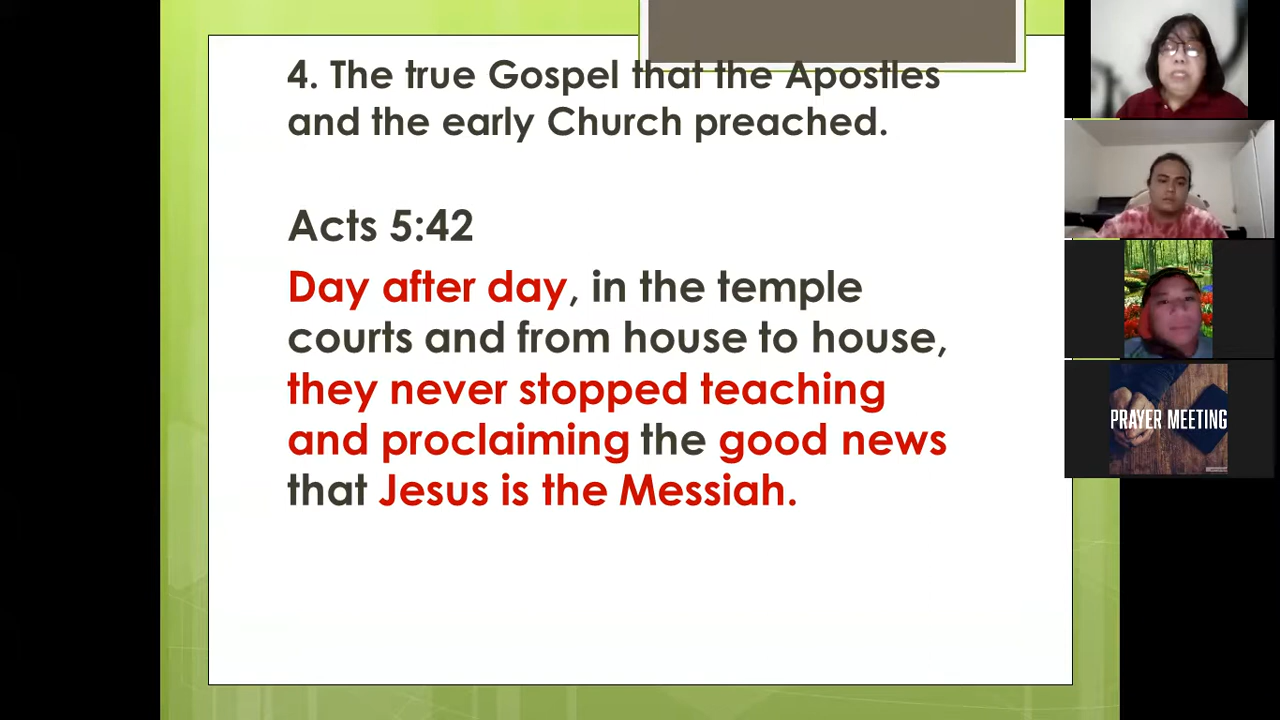 4. The true Gospel that the Apostles
and the early Church preached.
Acts 5:42
Day after day, in the temple
courts and from house to house,
they never stopped teaching
and proclaiming the good news
that Jesus is the Messiah.
PRAYER MEETING